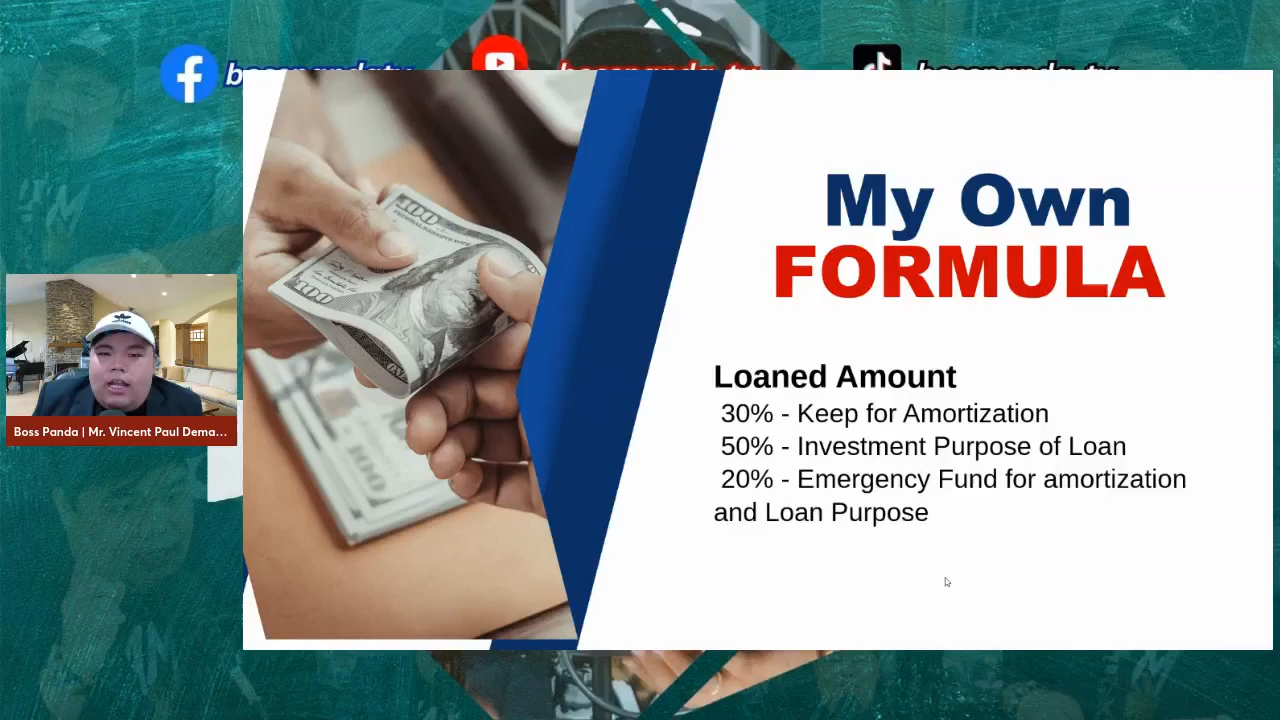 My Own
FORMULA
Loaned Amount
30% - Keep for Amortization
50% - Investment Purpose of Loan
20% - Emergency Fund for amortization
and Loan Purpose
Boss Panda | Mr. Vincent Paul Dema...
100
100
100